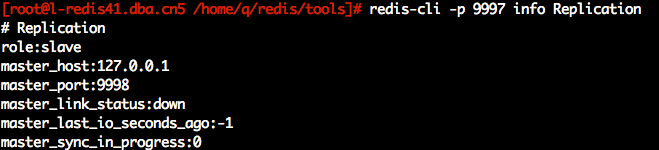 [root@l-redis41.dba.cn5 /home/q/redis/tools]# redis-cli -p 9997 info Replication
# Replication
role:slave
master_host:127.0.0.1
master_port:9998
master_link_status:down
master_last_io_seconds_ago:-1
master_sync_in_progress:0